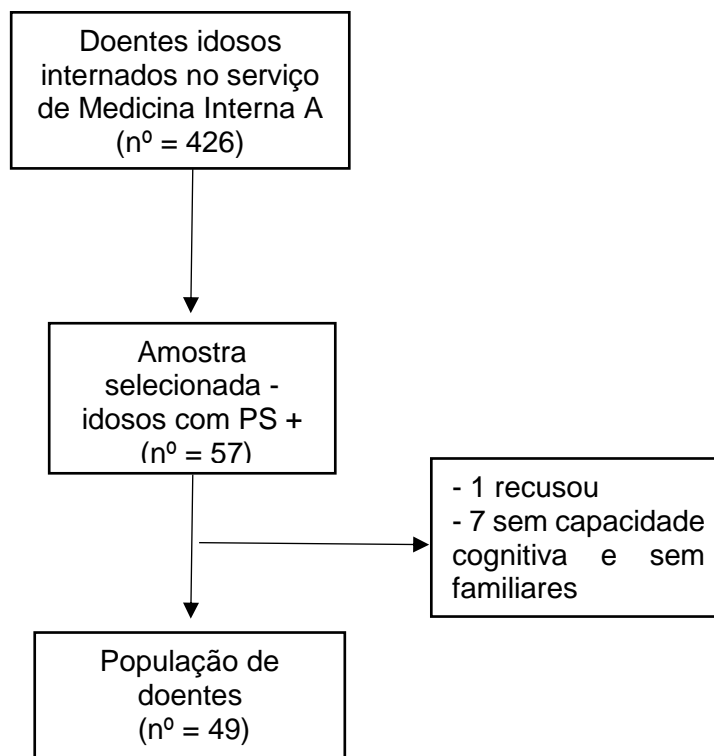 Doentes idosos
internados no serviço
de Medicina Interna A
(nº = 426)
Amostra
selecionada -
idosos com PS +
(nº = 57)
- 1 recusou
- 7 sem capacidade
cognitiva e sem
familiares
População de
doentes
(nº = 49)